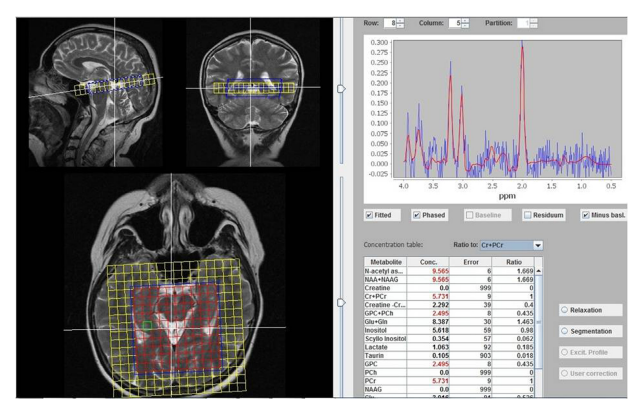 Row: 8 Column: 5 Partition: 1
0.300
0.275
0.250
0.225
0.200
0.175
0.150
0.125
0.100
0.075
0.050
0.025
0.000
-0.025
4.0 3.5 3.0 2.5 2.0 1.5 1.0 0.5
ppm
Fitted Phased Baseline Residuum Minus basl.
Concentration table: Ratio to: Cr+PCr
Metabolite Conc. Error Ratio
N-acetyl as... 9.565 6 1.669
NAA+NAAG 9.565 6 1.669
Creatine 0.0 999 0
Cr+PCr 5.731 9 1
Creatine -Cr... 2.292 39 0.4
GPC+PCh 2.495 8 0.435
Glu+Gln 8.387 30 1.463
Inositol 5.618 59 0.98
Scyllo Inositol 0.354 57 0.062
Lactate 1.063 92 0.185
Taurin 0.105 903 0.018
GPC 2.495 8 0.435
PCh 0.0 999 0
PCr 5.731 9 1
NAAG 0.0 999 0
Relaxation
Segmentation
Excit. Profile
User correction